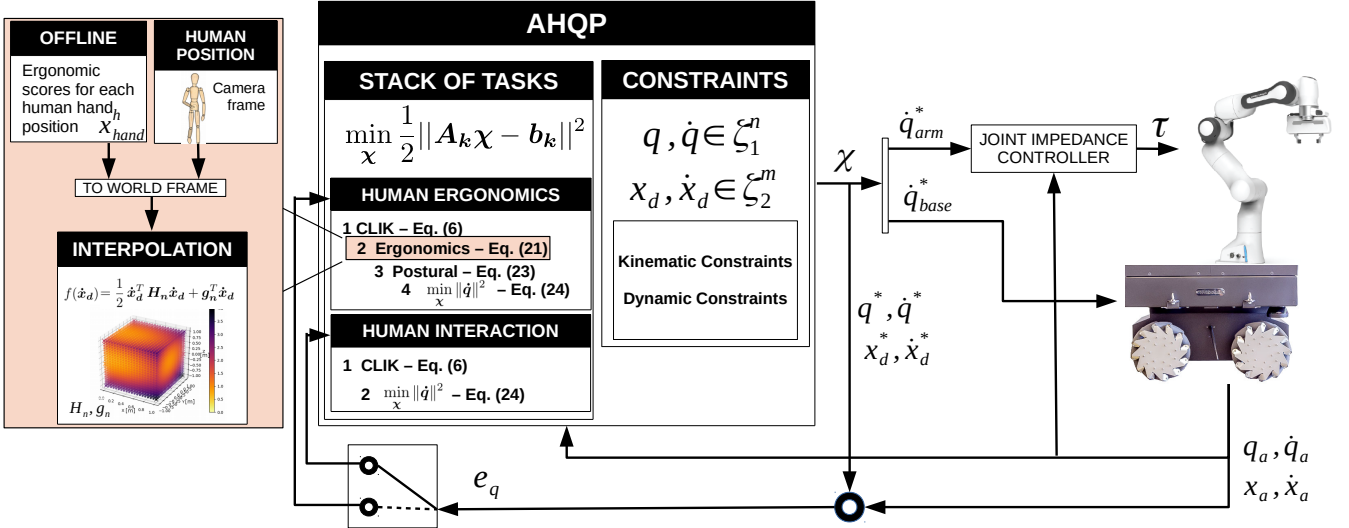 OFFLINE
Ergonomic
scores for each
human hand
position x^h_hand
HUMAN
POSITION
Camera
frame
TO WORLD FRAME
INTERPOLATION
f(ẋ_d) = 1/2 ẋ_d^T H_n ẋ_d + g_n^T ẋ_d
H_n, g_n
AHQP
STACK OF TASKS
min_χ 1/2 ||A_k χ − b_k||^2
HUMAN ERGONOMICS
1 CLIK – Eq. (6)
2 Ergonomics – Eq. (21)
3 Postural – Eq. (23)
4 min_χ ‖q̇‖^2 – Eq. (24)
HUMAN INTERACTION
1 CLIK – Eq. (6)
2 min_χ ‖q̇‖^2 – Eq. (24)
CONSTRAINTS
q , q̇ ∈ ζ_1^n
x_d , ẋ_d ∈ ζ_2^m
Kinematic Constraints
Dynamic Constraints
χ
q̇*_arm
q̇*_base
JOINT IMPEDANCE
CONTROLLER
τ
q*, q̇*
x*_d, ẋ*_d
q_a , q̇_a
x_a , ẋ_a
e_q